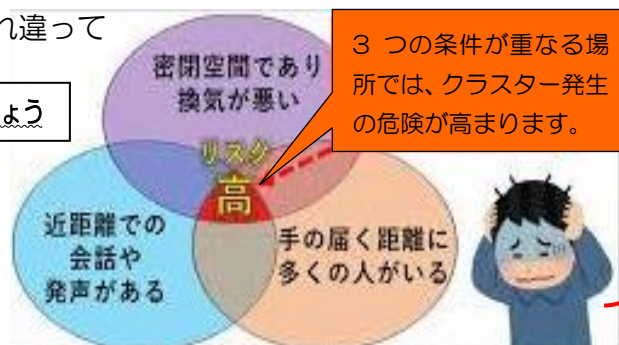 れ違って
ょう
3 つの条件が重なる場
所では、クラスター発生
の危険が高まります。
密閉空間であり
換気が悪い
リスク
高
近距離での
会話や
発声がある
手の届く距離に
多くの人がいる